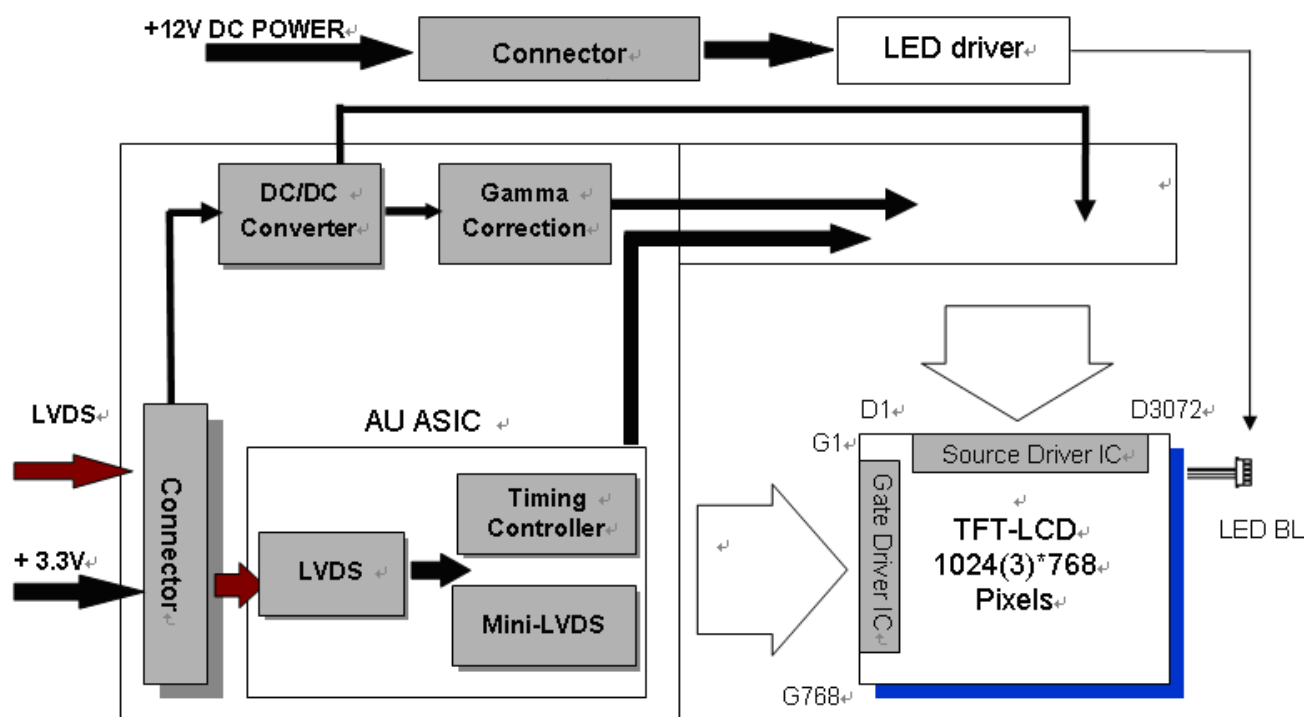 +12V DC POWER
Connector
LED driver
DC/DC
Converter
Gamma
Correction
LVDS
AU ASIC
D1
D3072
G1
Source Driver IC
Connector
Timing
Controller
Gate Driver IC
TFT-LCD
1024(3)*768
Pixels
LED BL
+ 3.3V
LVDS
Mini-LVDS
G768